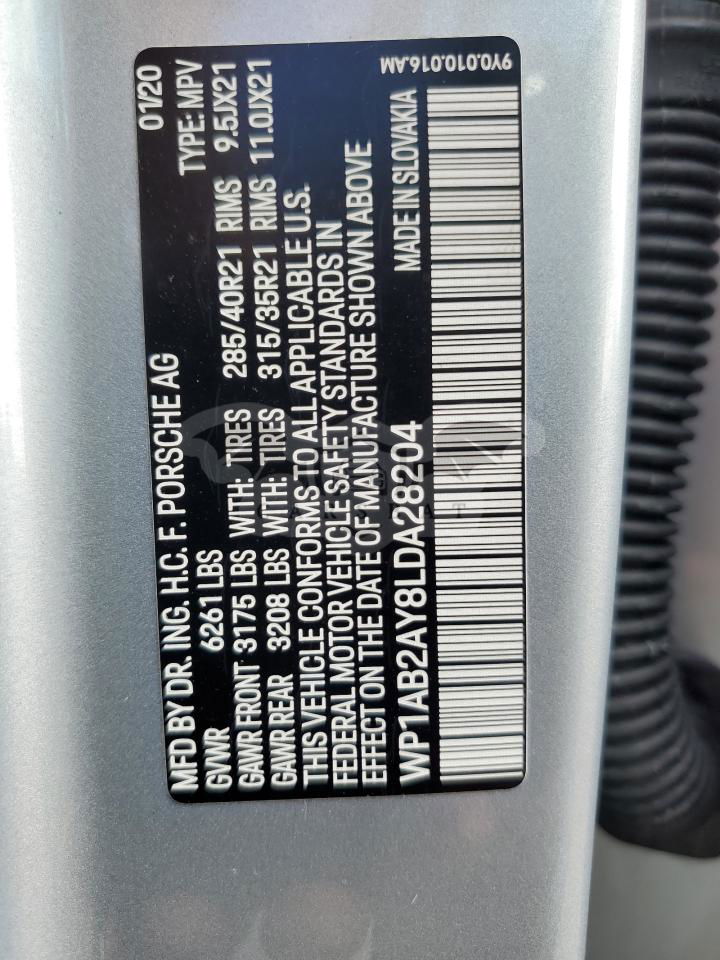 MFD BY DR. ING. H.C. F. PORSCHE AG 01/20
GVWR 6261 LBS TYPE: MPV
GAWR FRONT 3175 LBS WITH: TIRES 285/40R21 RIMS 9.5JX21
GAWR REAR 3208 LBS WITH: TIRES 315/35R21 RIMS 11.0JX21
THIS VEHICLE CONFORMS TO ALL APPLICABLE U.S.
FEDERAL MOTOR VEHICLE SAFETY STANDARDS IN
EFFECT ON THE DATE OF MANUFACTURE SHOWN ABOVE
WP1AB2AY8LDA28204 MADE IN SLOVAKIA
9Y0.010.016.AM